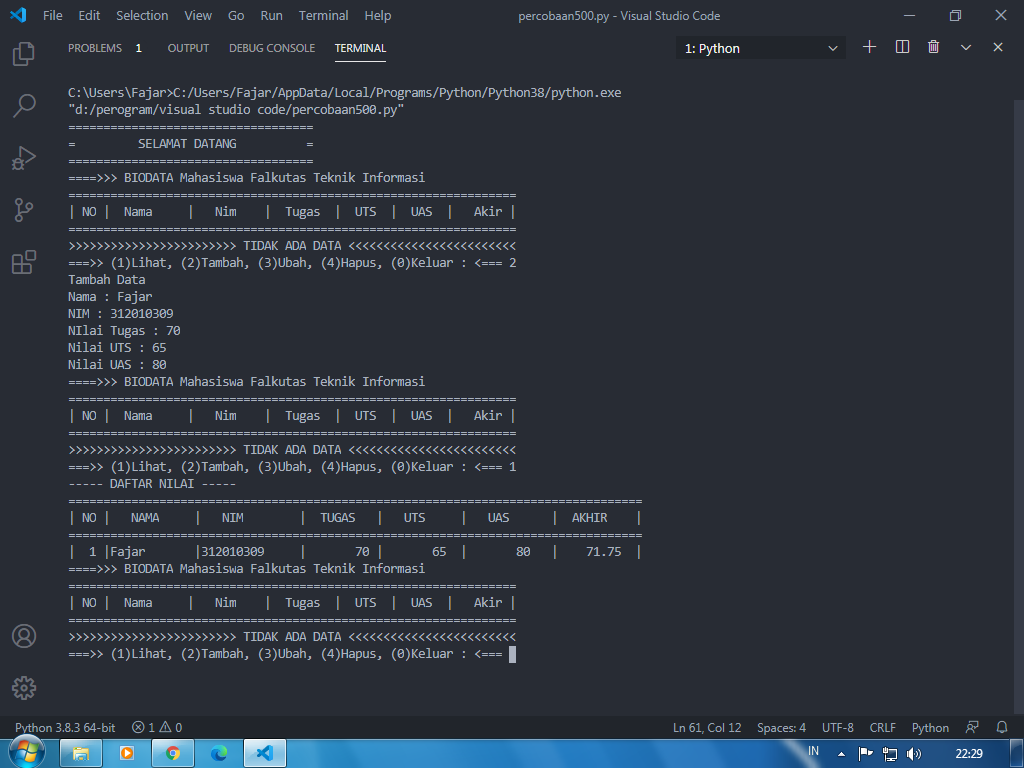 File Edit Selection View Go Run Terminal Help percobaan500.py - Visual Studio Code
PROBLEMS 1 OUTPUT DEBUG CONSOLE TERMINAL 1: Python
C:\Users\Fajar>C:/Users/Fajar/AppData/Local/Programs/Python/Python38/python.exe
"d:/perogram/visual studio code/percobaan500.py"
===================================
=         SELAMAT DATANG          =
===================================
====>>> BIODATA Mahasiswa Falkutas Teknik Informasi
================================================================
| NO |  Nama     |   Nim    |  Tugas  |  UTS  |  UAS  |   Akir |
================================================================
>>>>>>>>>>>>>>>>>>>>>>>> TIDAK ADA DATA <<<<<<<<<<<<<<<<<<<<<<<<
===>> (1)Lihat, (2)Tambah, (3)Ubah, (4)Hapus, (0)Keluar : <=== 2
Tambah Data
Nama : Fajar
NIM : 312010309
NIlai Tugas : 70
Nilai UTS : 65
Nilai UAS : 80
====>>> BIODATA Mahasiswa Falkutas Teknik Informasi
================================================================
| NO |  Nama     |   Nim    |  Tugas  |  UTS  |  UAS  |   Akir |
================================================================
>>>>>>>>>>>>>>>>>>>>>>>> TIDAK ADA DATA <<<<<<<<<<<<<<<<<<<<<<<<
===>> (1)Lihat, (2)Tambah, (3)Ubah, (4)Hapus, (0)Keluar : <=== 1
----- DAFTAR NILAI -----
==================================================================================
| NO |   NAMA     |   NIM        |  TUGAS   |   UTS     |   UAS      |  AKHIR    |
==================================================================================
|  1 |Fajar       |312010309     |       70 |       65  |       80   |    71.75  |
====>>> BIODATA Mahasiswa Falkutas Teknik Informasi
================================================================
| NO |  Nama     |   Nim    |  Tugas  |  UTS  |  UAS  |   Akir |
================================================================
>>>>>>>>>>>>>>>>>>>>>>>> TIDAK ADA DATA <<<<<<<<<<<<<<<<<<<<<<<<
===>> (1)Lihat, (2)Tambah, (3)Ubah, (4)Hapus, (0)Keluar : <===
Python 3.8.3 64-bit 1 0 Ln 61, Col 12 Spaces: 4 UTF-8 CRLF Python
IN 22:29